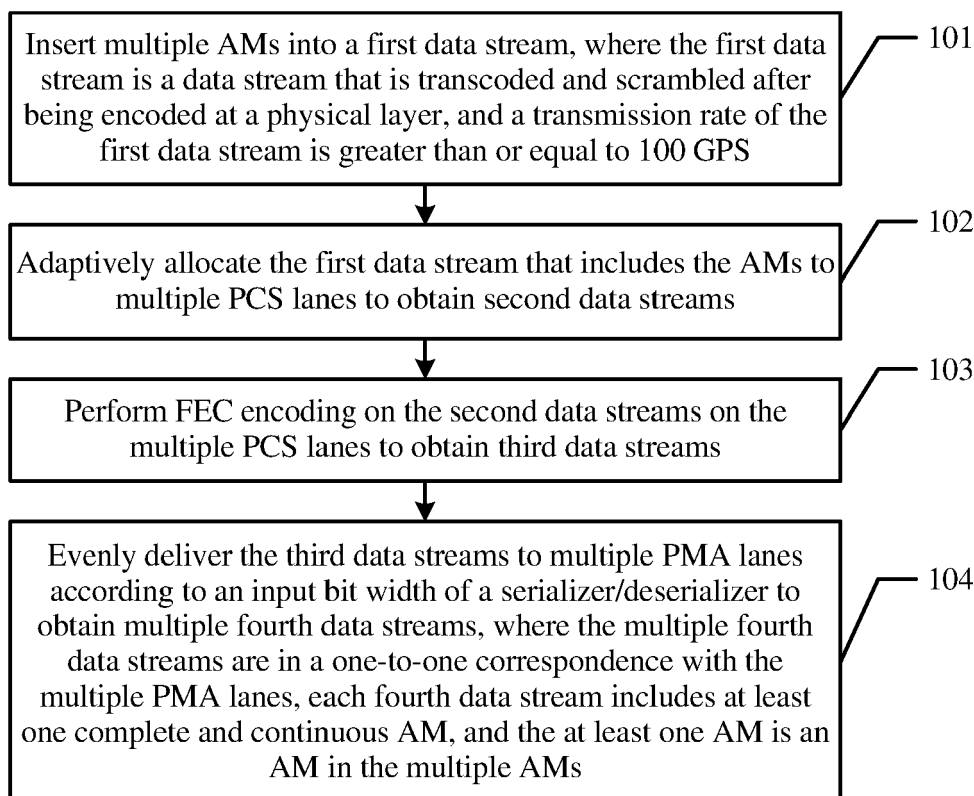 Insert multiple AMs into a first data stream, where the first data
stream is a data stream that is transcoded and scrambled after
being encoded at a physical layer, and a transmission rate of the
first data stream is greater than or equal to 100 GPS
101
Adaptively allocate the first data stream that includes the AMs to
multiple PCS lanes to obtain second data streams
102
Perform FEC encoding on the second data streams on the
multiple PCS lanes to obtain third data streams
103
Evenly deliver the third data streams to multiple PMA lanes
according to an input bit width of a serializer/deserializer to
obtain multiple fourth data streams, where the multiple fourth
data streams are in a one-to-one correspondence with the
multiple PMA lanes, each fourth data stream includes at least
one complete and continuous AM, and the at least one AM is an
AM in the multiple AMs
104